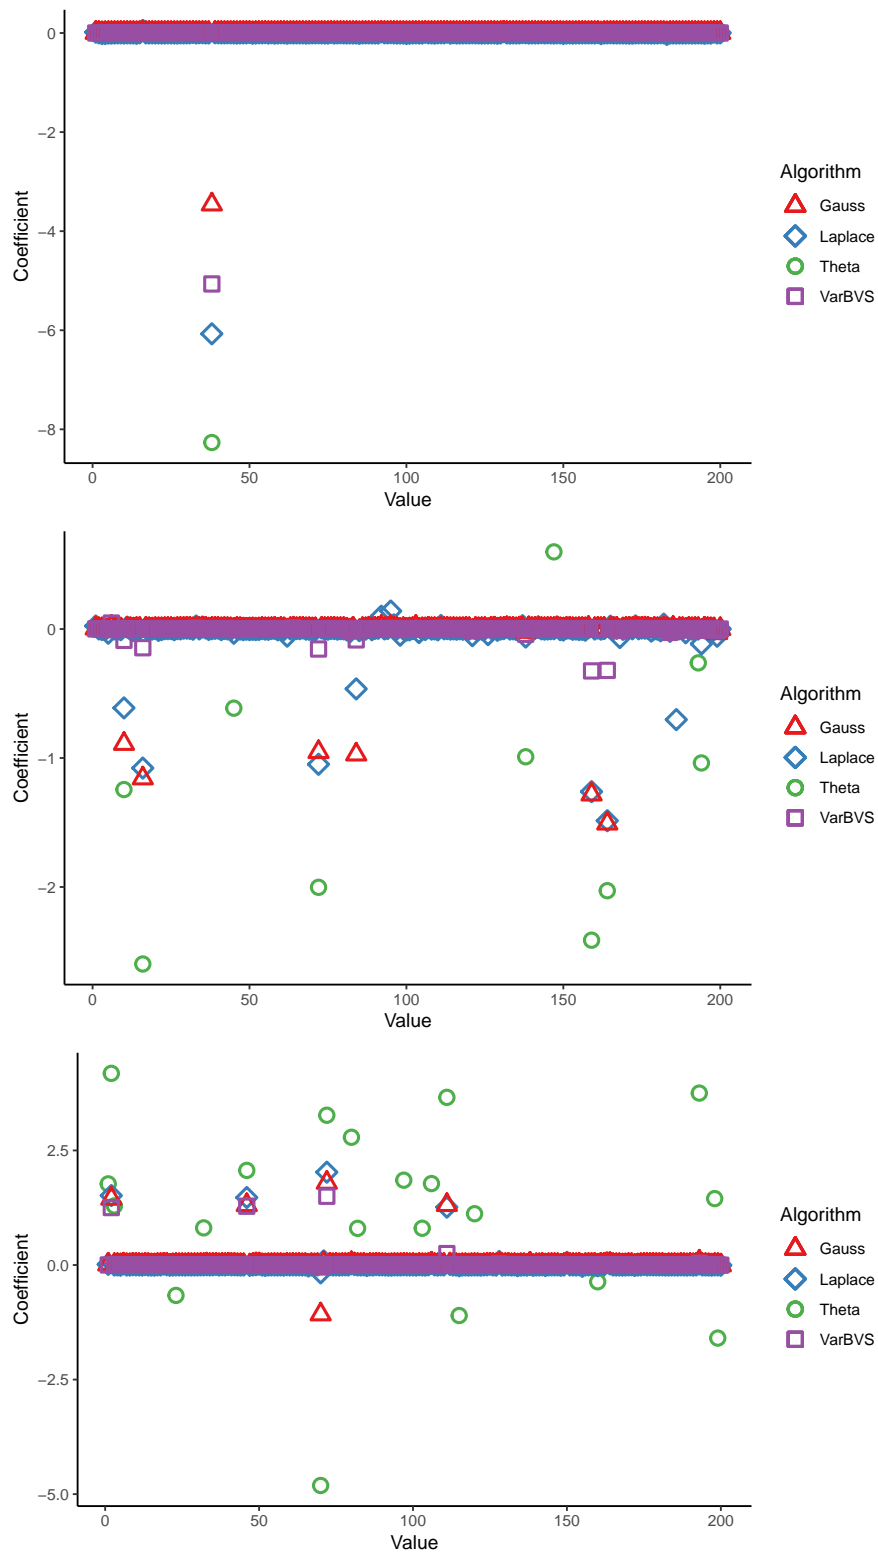 0
−2
−4
−6
−8
Coefficient
0 50 100 150 200
Value
Algorithm
Gauss
Laplace
Theta
VarBVS
0
−1
−2
Coefficient
0 50 100 150 200
Value
Algorithm
Gauss
Laplace
Theta
VarBVS
2.5
0.0
−2.5
−5.0
Coefficient
0 50 100 150 200
Value
Algorithm
Gauss
Laplace
Theta
VarBVS